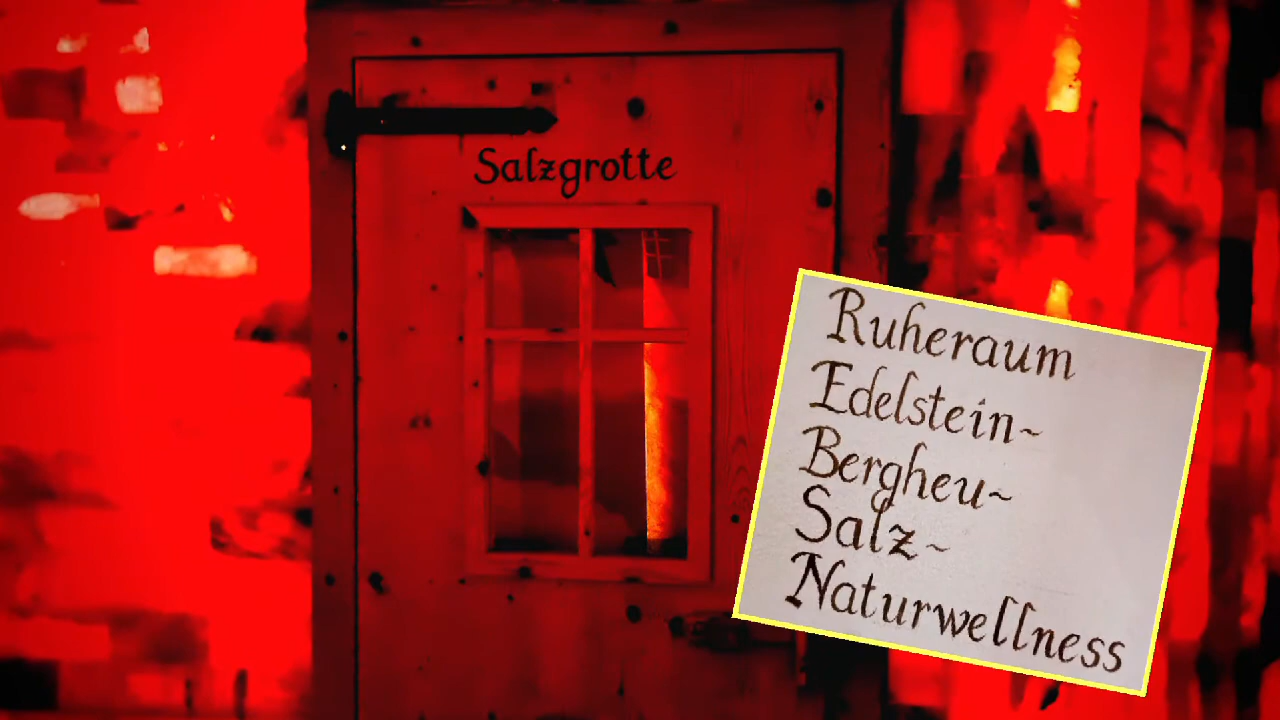 Salzgrotte
Ruheraum
Edelstein~
Bergheu~
Salz~
Naturwellness